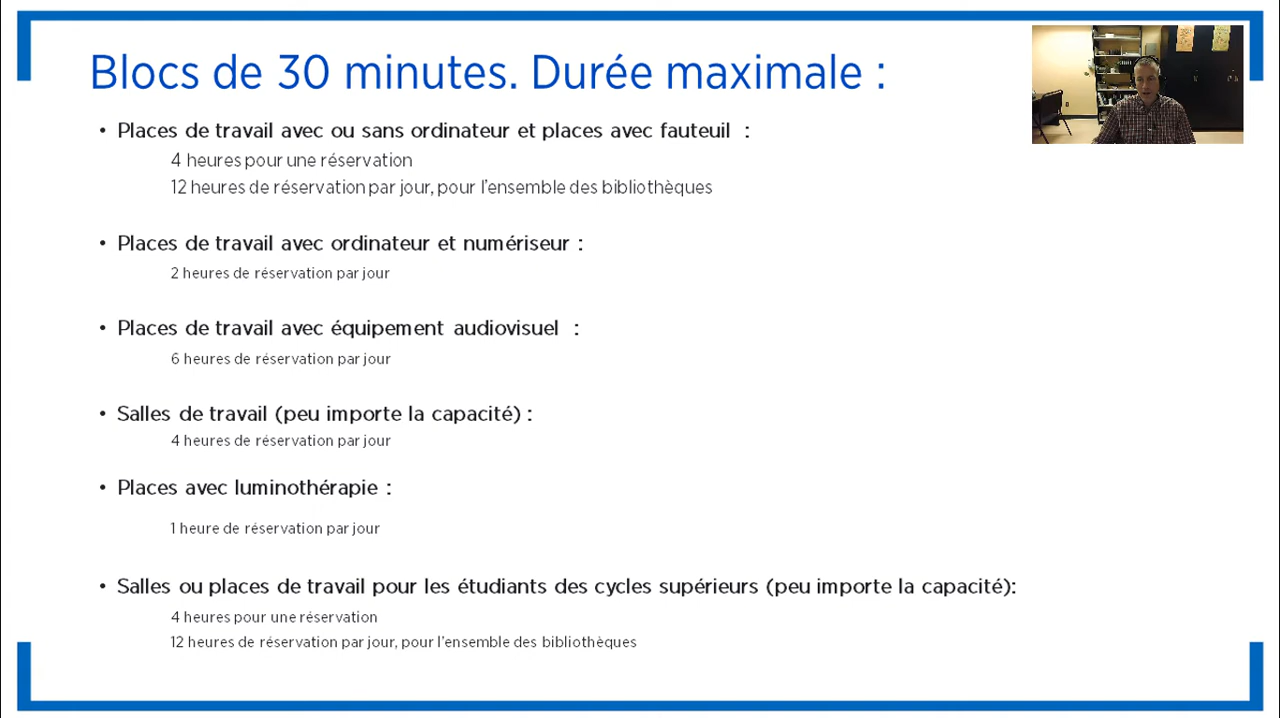 Blocs de 30 minutes. Durée maximale :
• Places de travail avec ou sans ordinateur et places avec fauteuil :
4 heures pour une réservation
12 heures de réservation par jour, pour l'ensemble des bibliothèques
• Places de travail avec ordinateur et numériseur :
2 heures de réservation par jour
• Places de travail avec équipement audiovisuel :
6 heures de réservation par jour
• Salles de travail (peu importe la capacité) :
4 heures de réservation par jour
• Places avec luminothérapie :
1 heure de réservation par jour
• Salles ou places de travail pour les étudiants des cycles supérieurs (peu importe la capacité):
4 heures pour une réservation
12 heures de réservation par jour, pour l'ensemble des bibliothèques